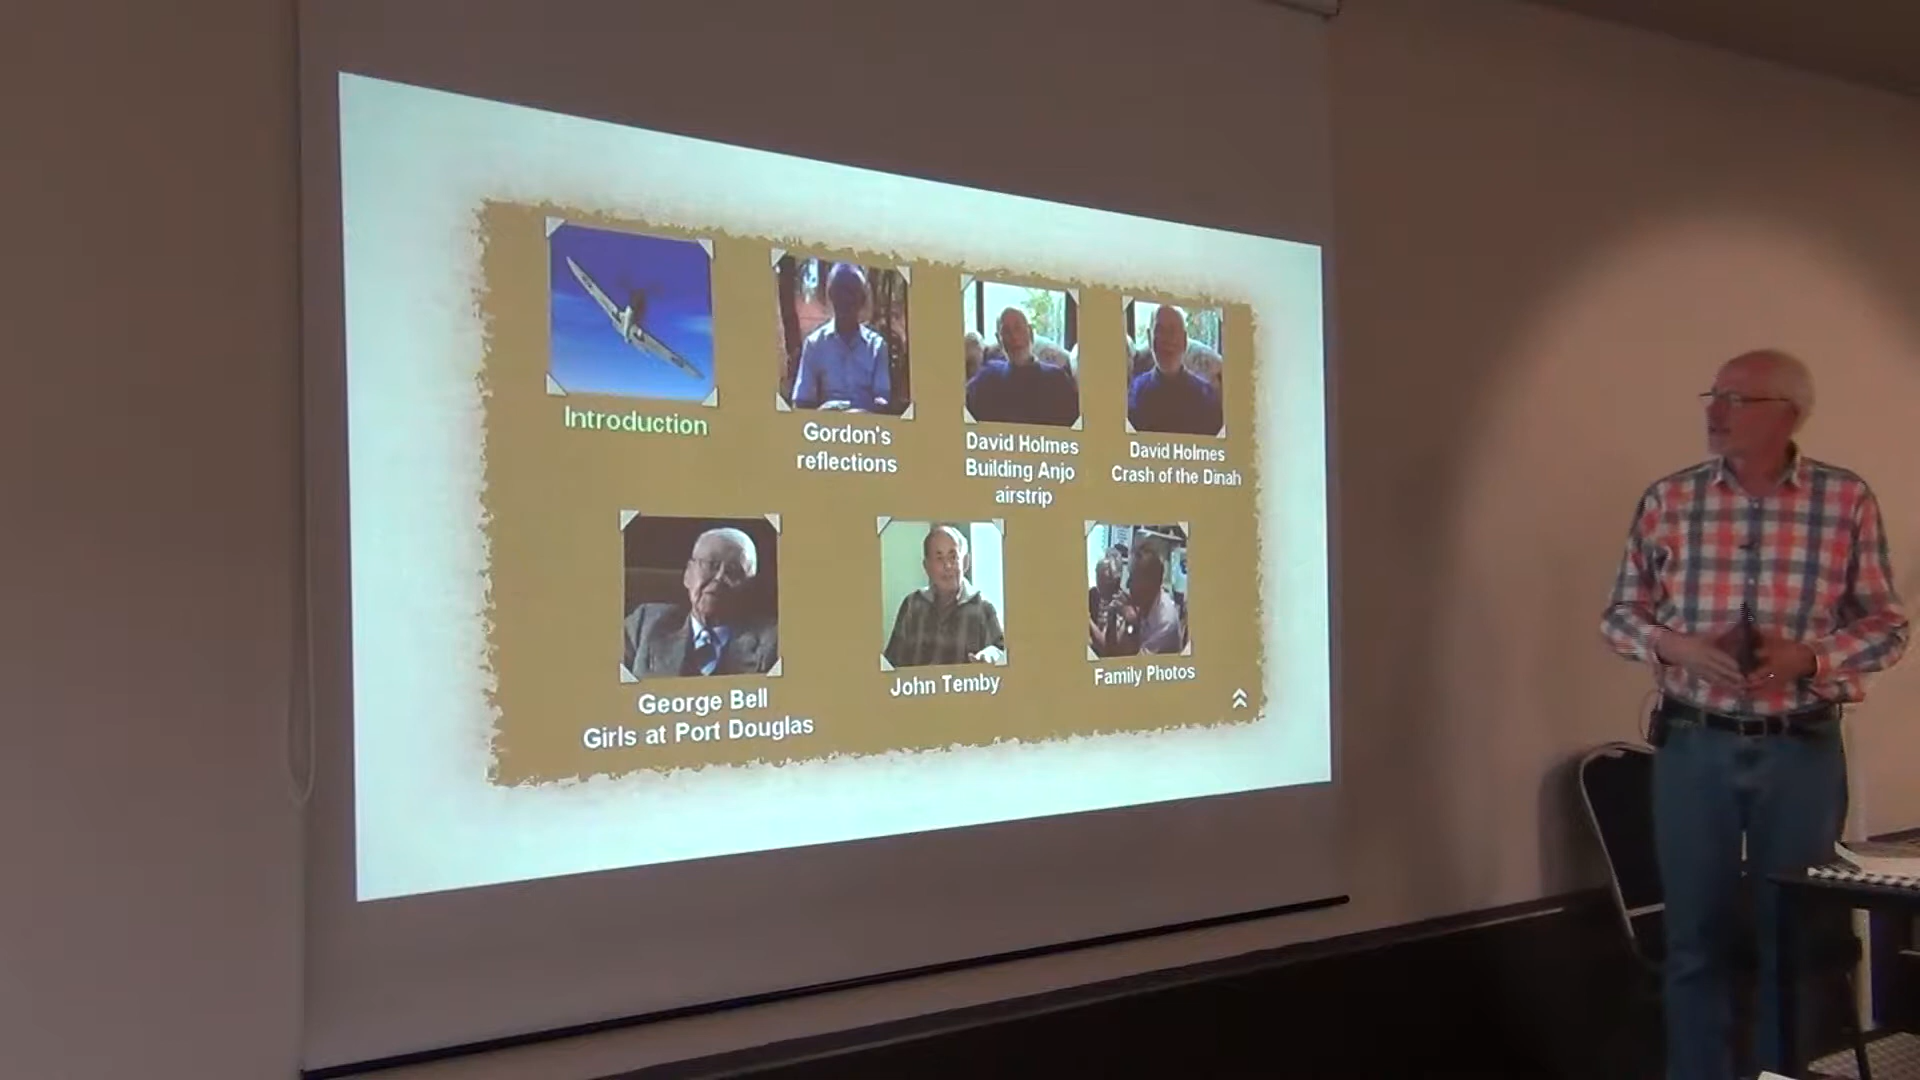 Introduction
Gordon's
reflections
David Holmes
Building Anjo
airstrip
David Holmes
Crash of the Dinah
George Bell
Girls at Port Douglas
John Temby
Family Photos